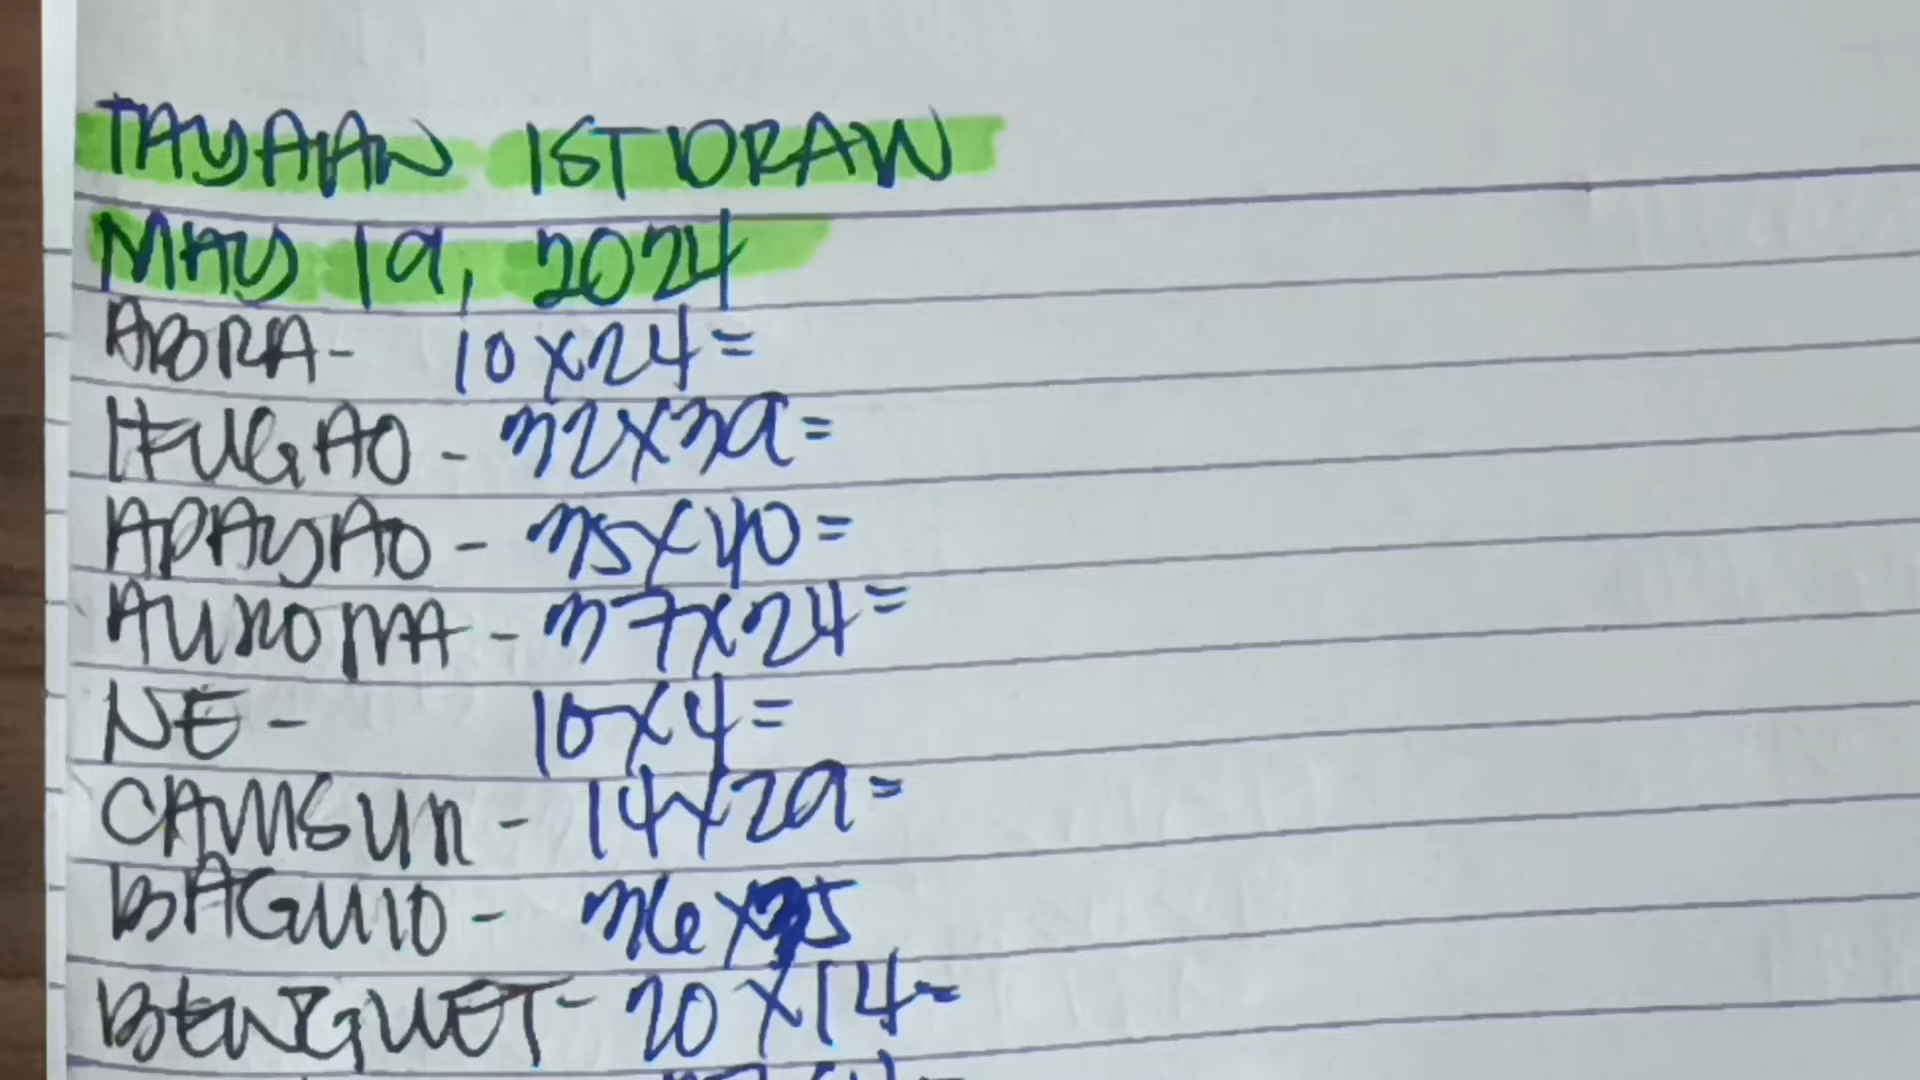 TAYAAN 1ST DRAW
MAY 19, 2024
ABRA- 10x24=
IFUGAO - 32x39=
APAYAO - 35x40=
AURORA - 37x24=
NE - 10x4=
CAMSUR - 14x29=
BAGUIO - 36x35
BENGUET- 20x14=